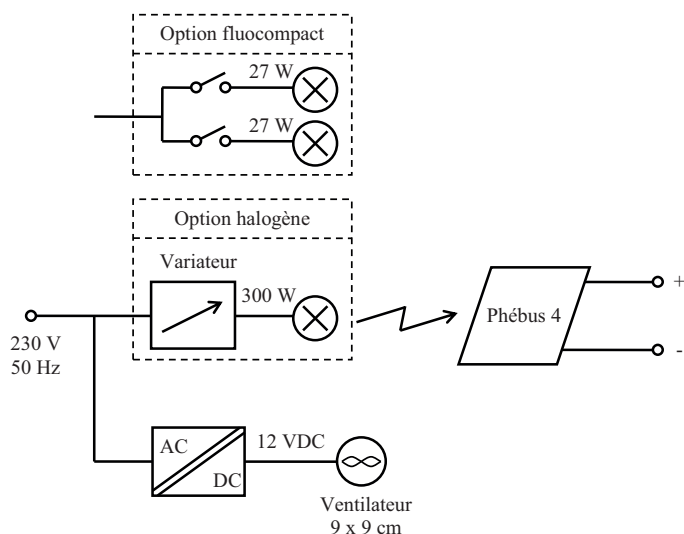 Option fluocompact
27 W
27 W
Option halogène
Variateur
300 W
230 V
50 Hz
Phébus 4
+
-
AC
DC
12 VDC
Ventilateur
9 x 9 cm